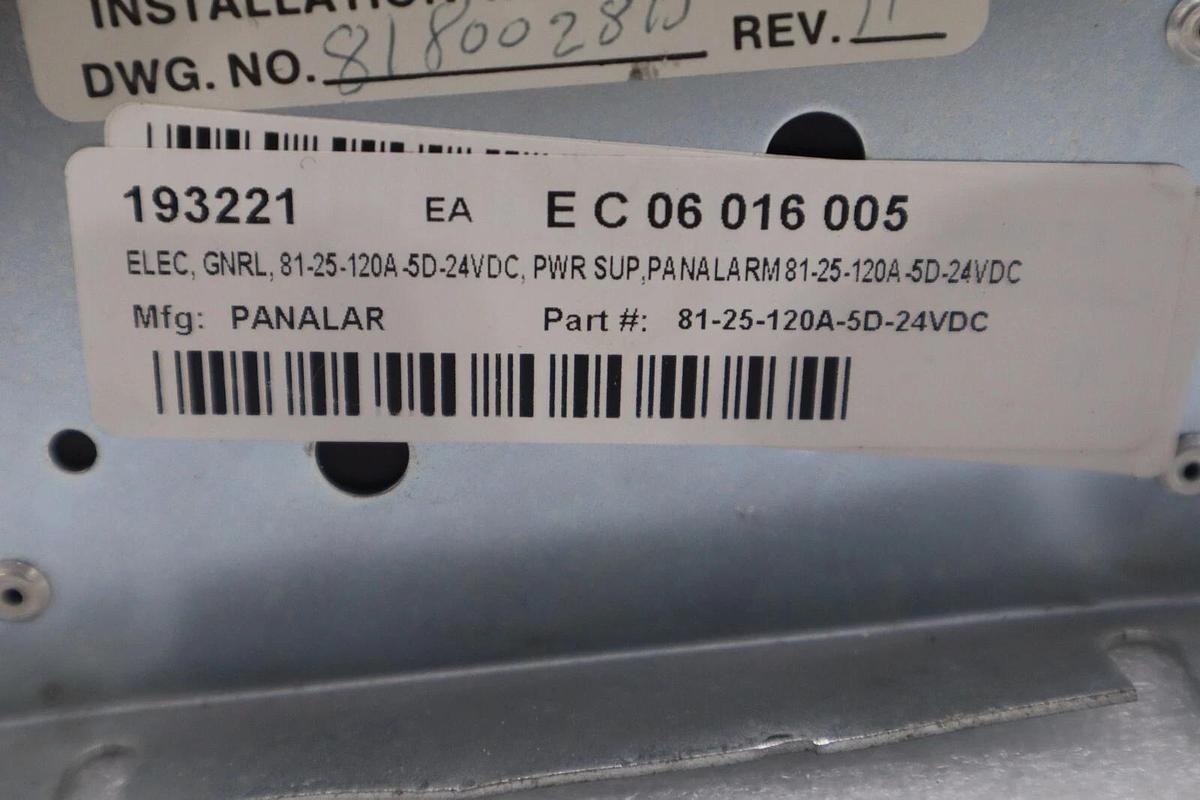 INSTALLATION
DWG. NO. REV.
193221 EA E C 06 016 005
ELEC, GNRL, 81-25-120A-5D-24VDC, PWR SUP,PANALARM 81-25-120A-5D-24VDC
Mfg: PANALAR Part #: 81-25-120A-5D-24VDC